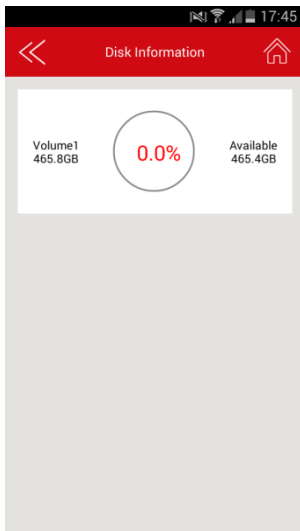 17:45
Disk Information
Volume1
465.8GB
0.0%
Available
465.4GB